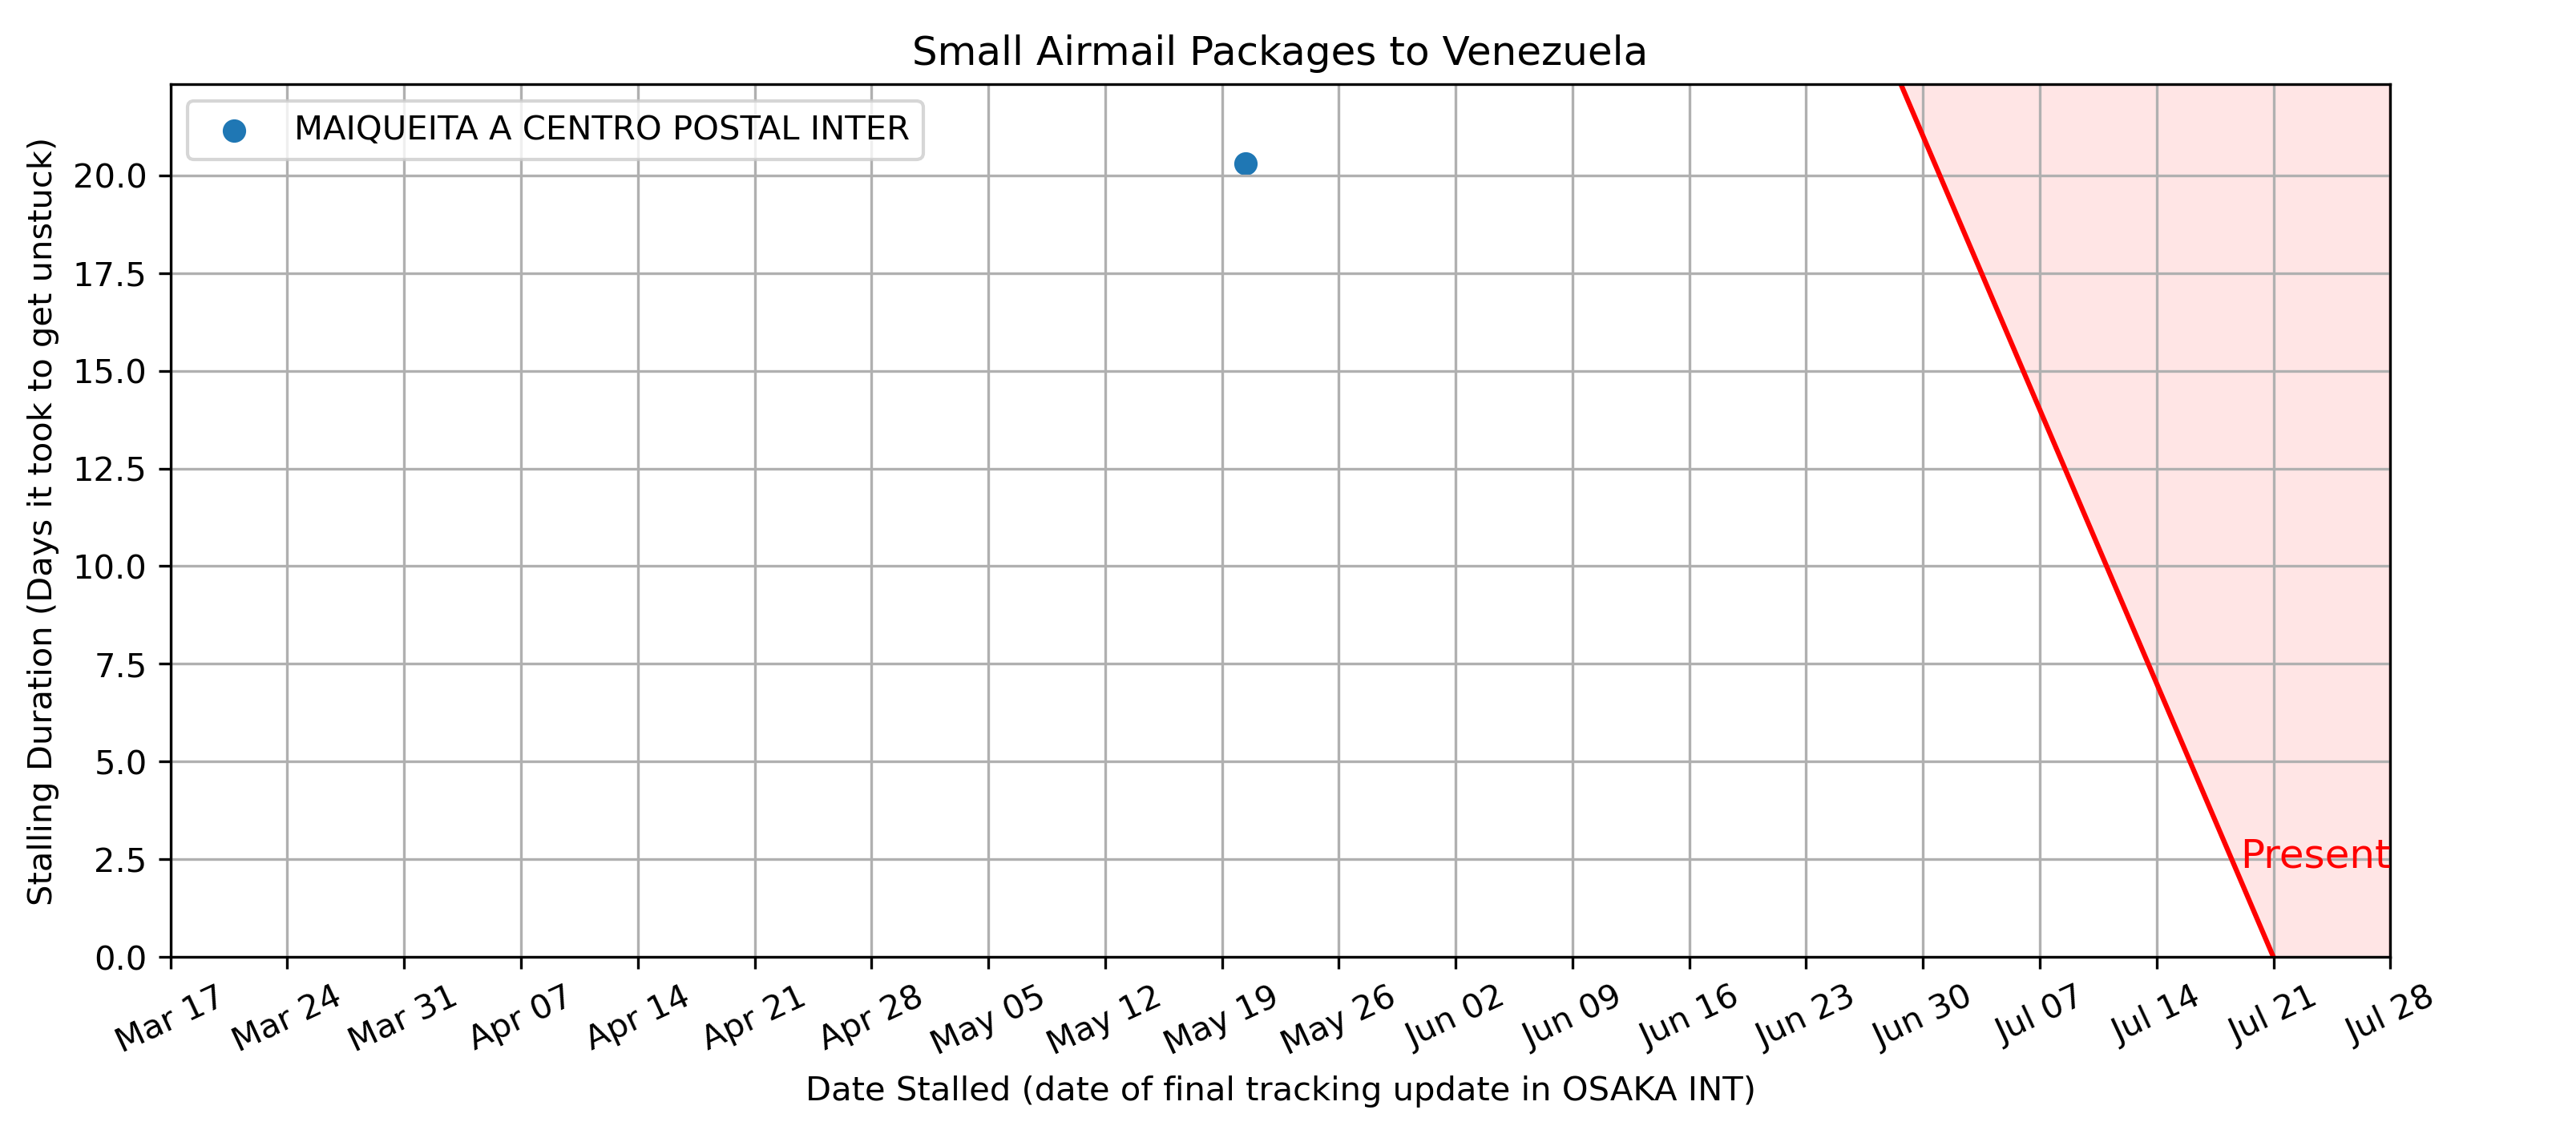 Small Airmail Packages to Venezuela
MAIQUEITA A CENTRO POSTAL INTER
Stalling Duration (Days it took to get unstuck)
20.0
17.5
15.0
12.5
10.0
7.5
5.0
2.5
0.0
Present
Mar 17 Mar 24 Mar 31 Apr 07 Apr 14 Apr 21 Apr 28 May 05 May 12 May 19 May 26 Jun 02 Jun 09 Jun 16 Jun 23 Jun 30 Jul 07 Jul 14 Jul 21 Jul 28
Date Stalled (date of final tracking update in OSAKA INT)